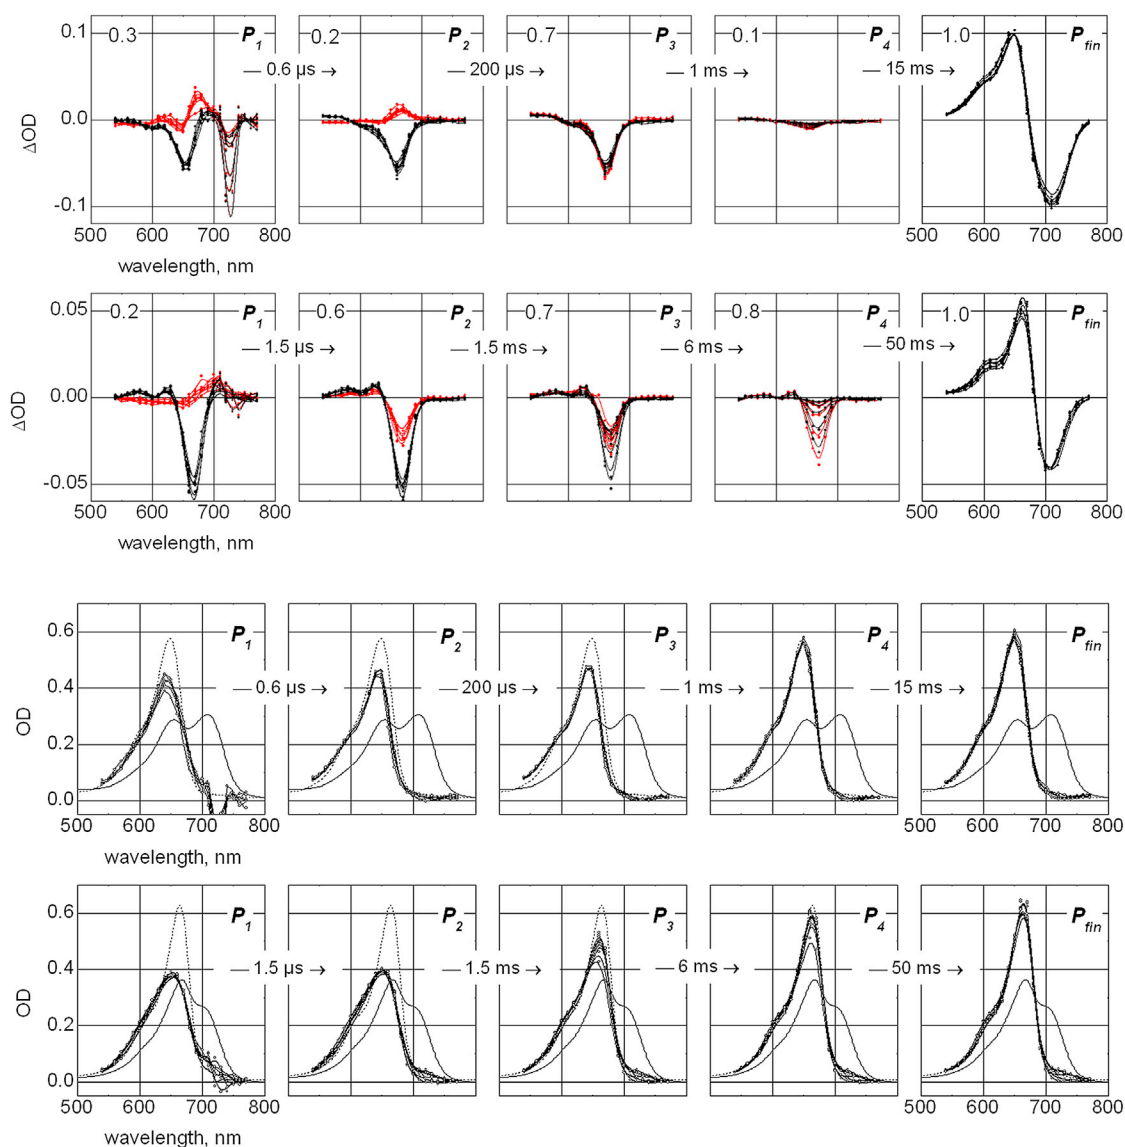 0.1 0.3 P1 0.2 P2 0.7 P3 0.1 P4 1.0 Pfin
— 0.6 µs → — 200 µs → — 1 ms → — 15 ms →
0.0
ΔOD
-0.1
500 600 700 800 500 600 700 800
wavelength, nm
0.05 0.2 P1 0.6 P2 0.7 P3 0.8 P4 1.0 Pfin
— 1.5 µs → — 1.5 ms → — 6 ms → — 50 ms →
0.00
ΔOD
-0.05
500 600 700 800 500 600 700 800
wavelength, nm
0.6 P1 P2 P3 P4 Pfin
0.4 — 0.6 µs → — 200 µs → — 1 ms → — 15 ms →
OD
0.2
0.0
500 600 700 800 500 600 700 800
wavelength, nm
0.6 P1 P2 P3 P4 Pfin
0.4 — 1.5 µs → — 1.5 ms → — 6 ms → — 50 ms →
OD
0.2
0.0
500 600 700 800 500 600 700 800
wavelength, nm